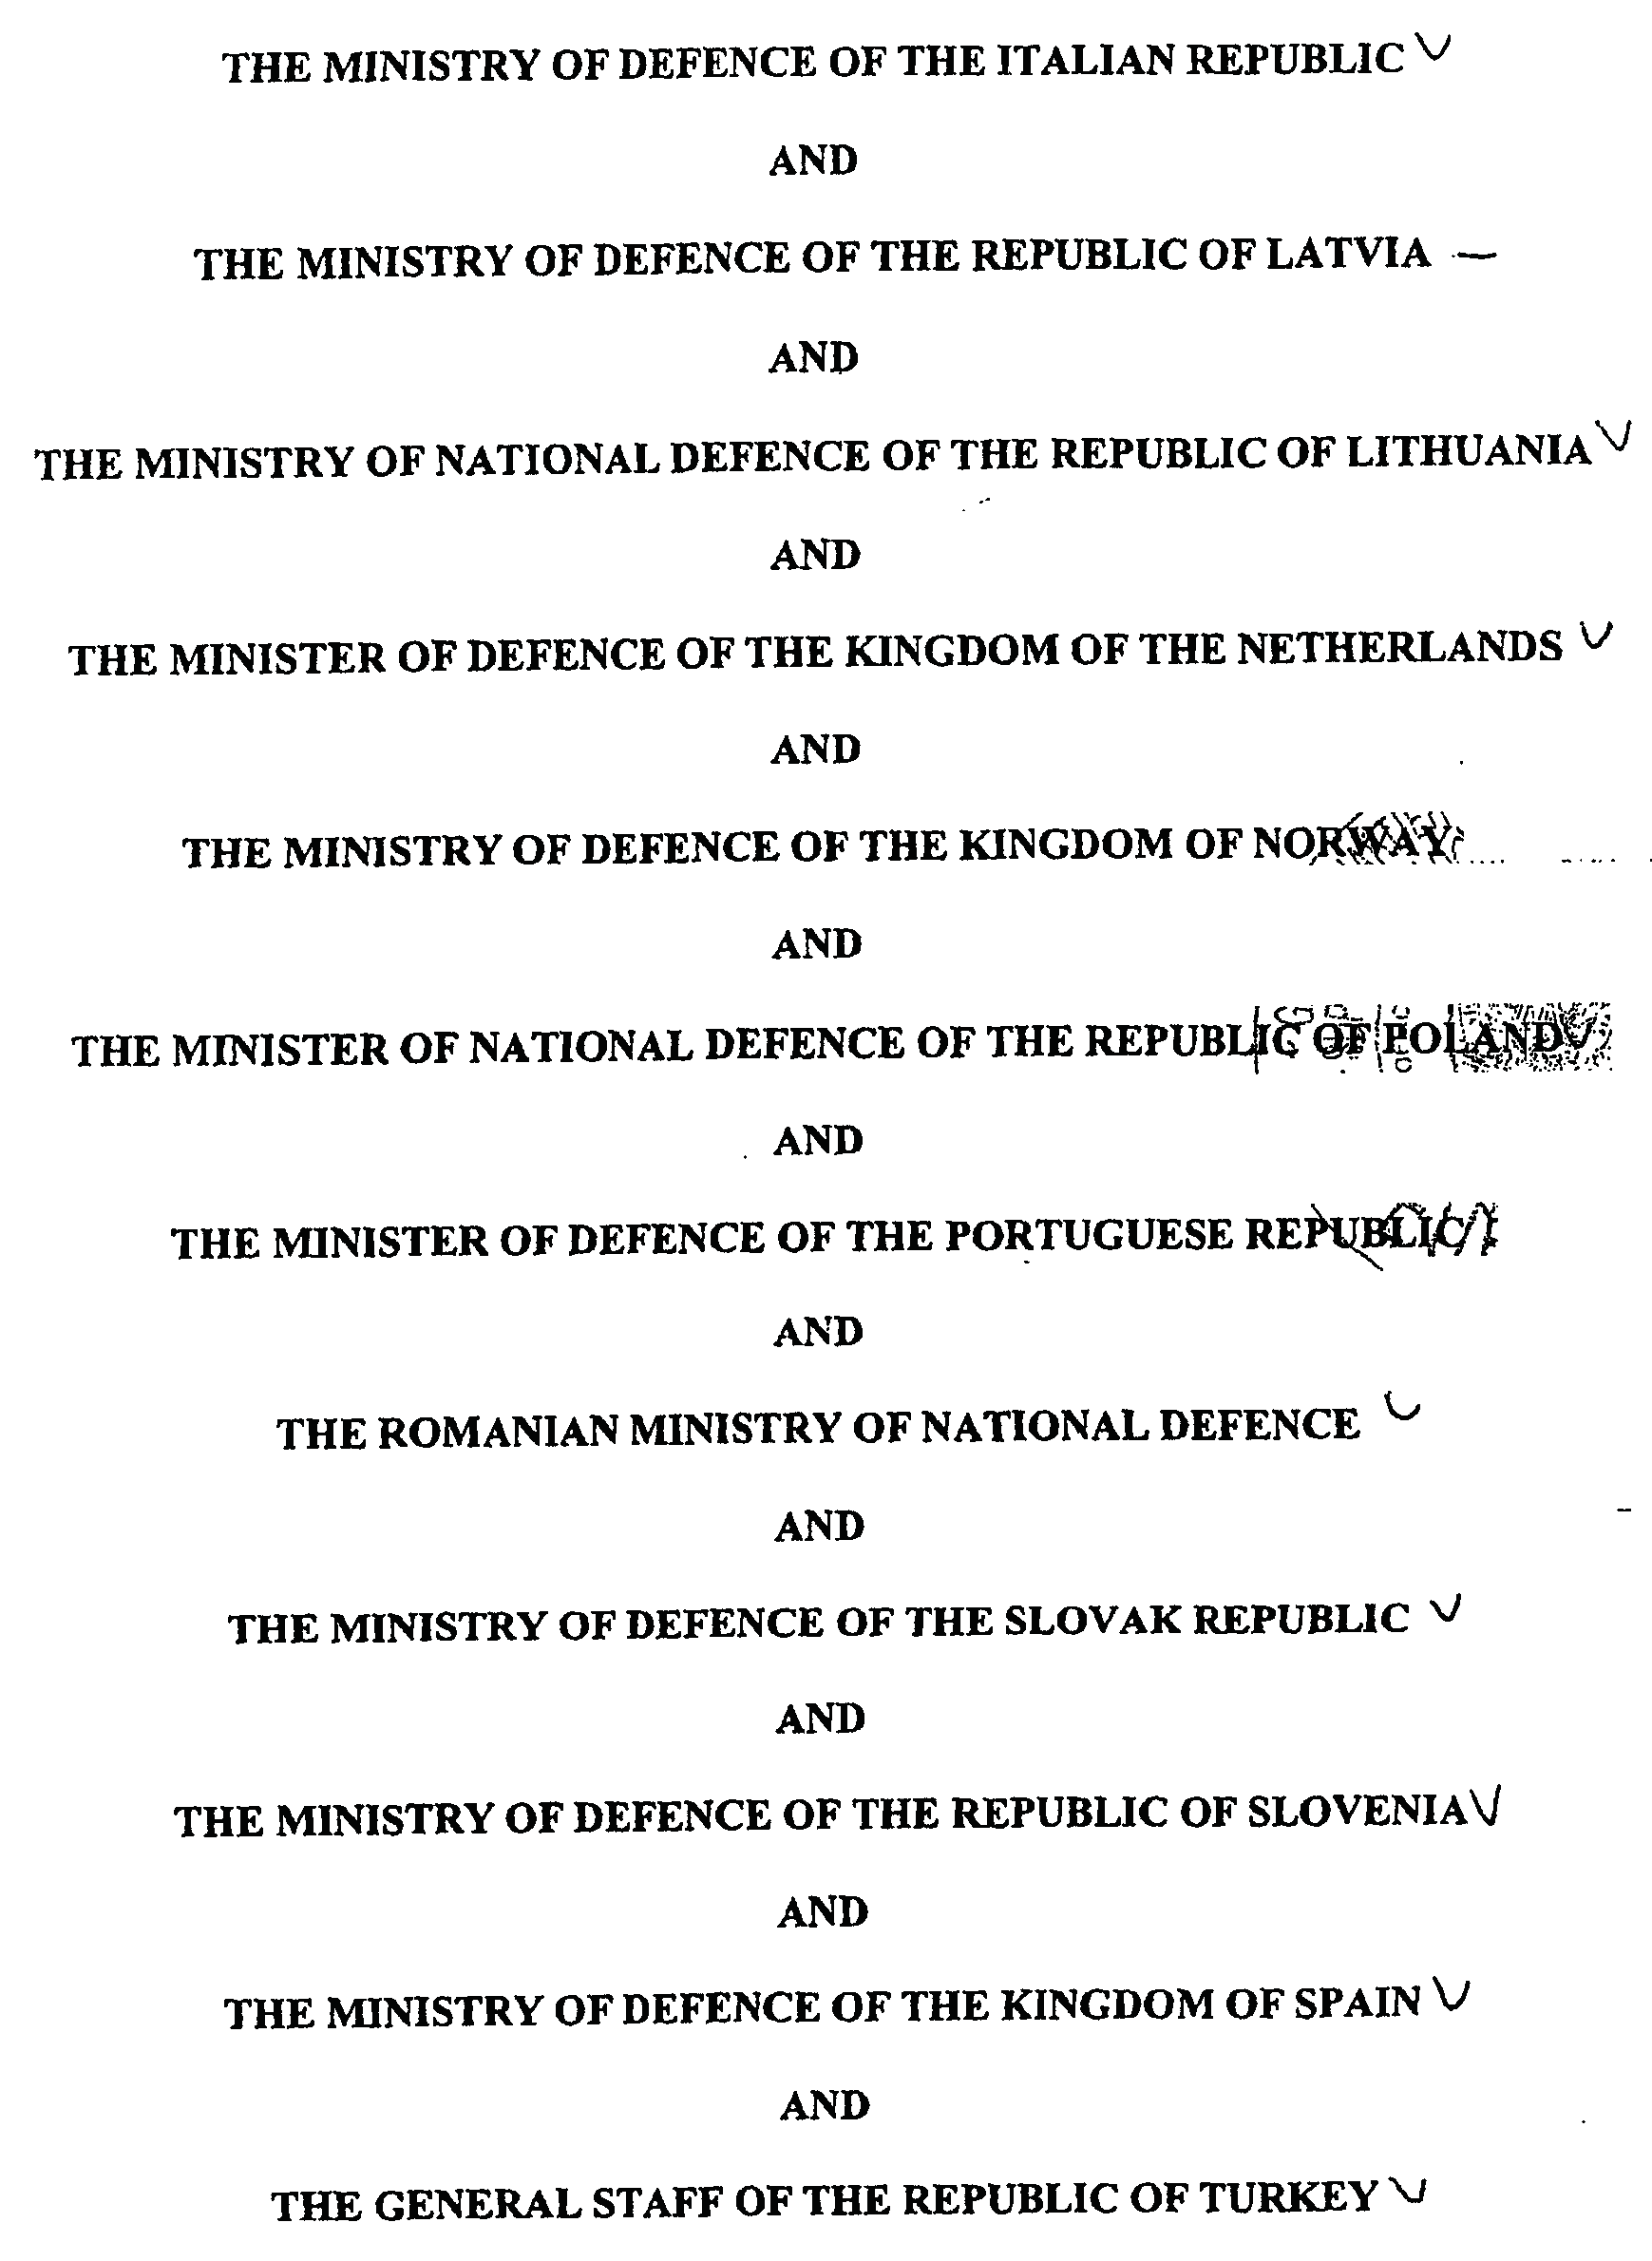 THE MINISTRY OF DEFENCE OF THE ITALIAN REPUBLIC
AND
THE MINISTRY OF DEFENCE OF THE REPUBLIC OF LATVIA —
AND
THE MINISTRY OF NATIONAL DEFENCE OF THE REPUBLIC OF LITHUANIA
AND
THE MINISTER OF DEFENCE OF THE KINGDOM OF THE NETHERLANDS
AND
THE MINISTRY OF DEFENCE OF THE KINGDOM OF NORWAY
AND
THE MINISTER OF NATIONAL DEFENCE OF THE REPUBLIC OF POLAND
AND
THE MINISTER OF DEFENCE OF THE PORTUGUESE REPUBLIC
AND
THE ROMANIAN MINISTRY OF NATIONAL DEFENCE
AND
THE MINISTRY OF DEFENCE OF THE SLOVAK REPUBLIC
AND
THE MINISTRY OF DEFENCE OF THE REPUBLIC OF SLOVENIA
AND
THE MINISTRY OF DEFENCE OF THE KINGDOM OF SPAIN
AND
THE GENERAL STAFF OF THE REPUBLIC OF TURKEY